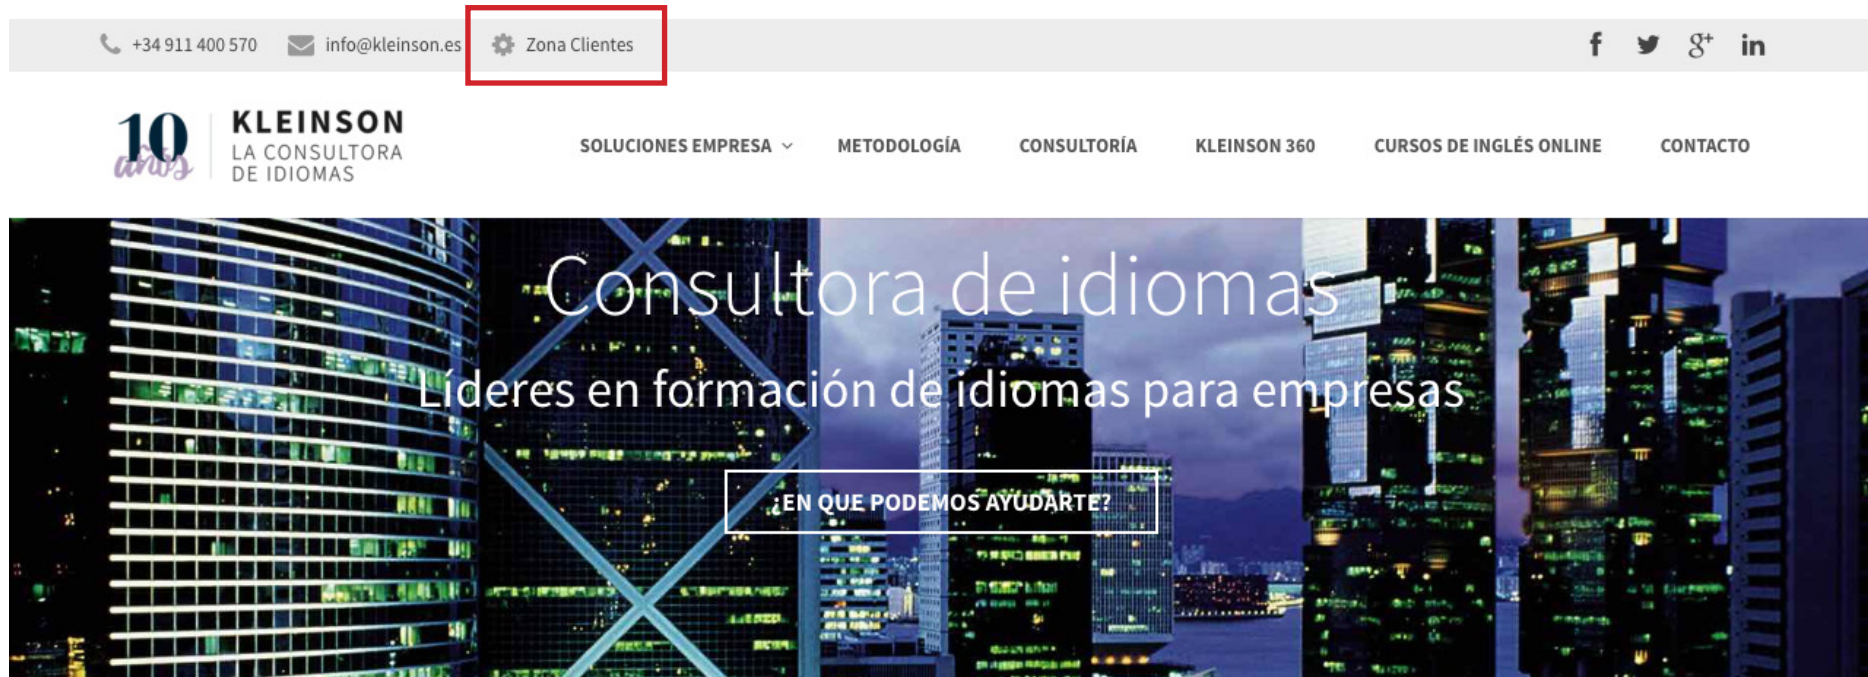 +34 911 400 570 info@kleinson.es Zona Clientes f g+ in
10 años
KLEINSON
LA CONSULTORA
DE IDIOMAS
SOLUCIONES EMPRESA METODOLOGÍA CONSULTORÍA KLEINSON 360 CURSOS DE INGLÉS ONLINE CONTACTO
Consultora de idiomas
Líderes en formación de idiomas para empresas
¿EN QUE PODEMOS AYUDARTE?